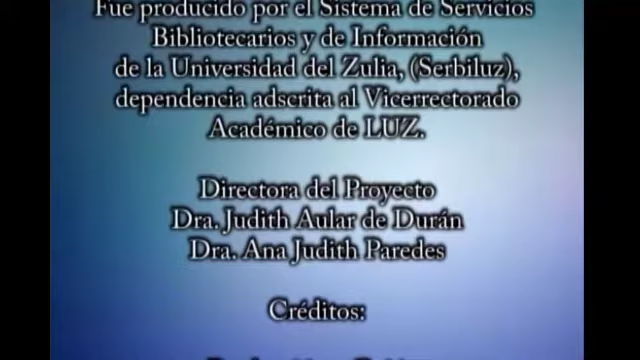 Fue producido por el Sistema de Servicios
Bibliotecarios y de Información
de la Universidad del Zulia, (Serbiluz),
dependencia adscrita al Vicerrectorado
Académico de LUZ.
Directora del Proyecto
Dra. Judith Aular de Durán
Dra. Ana Judith Paredes
Créditos: